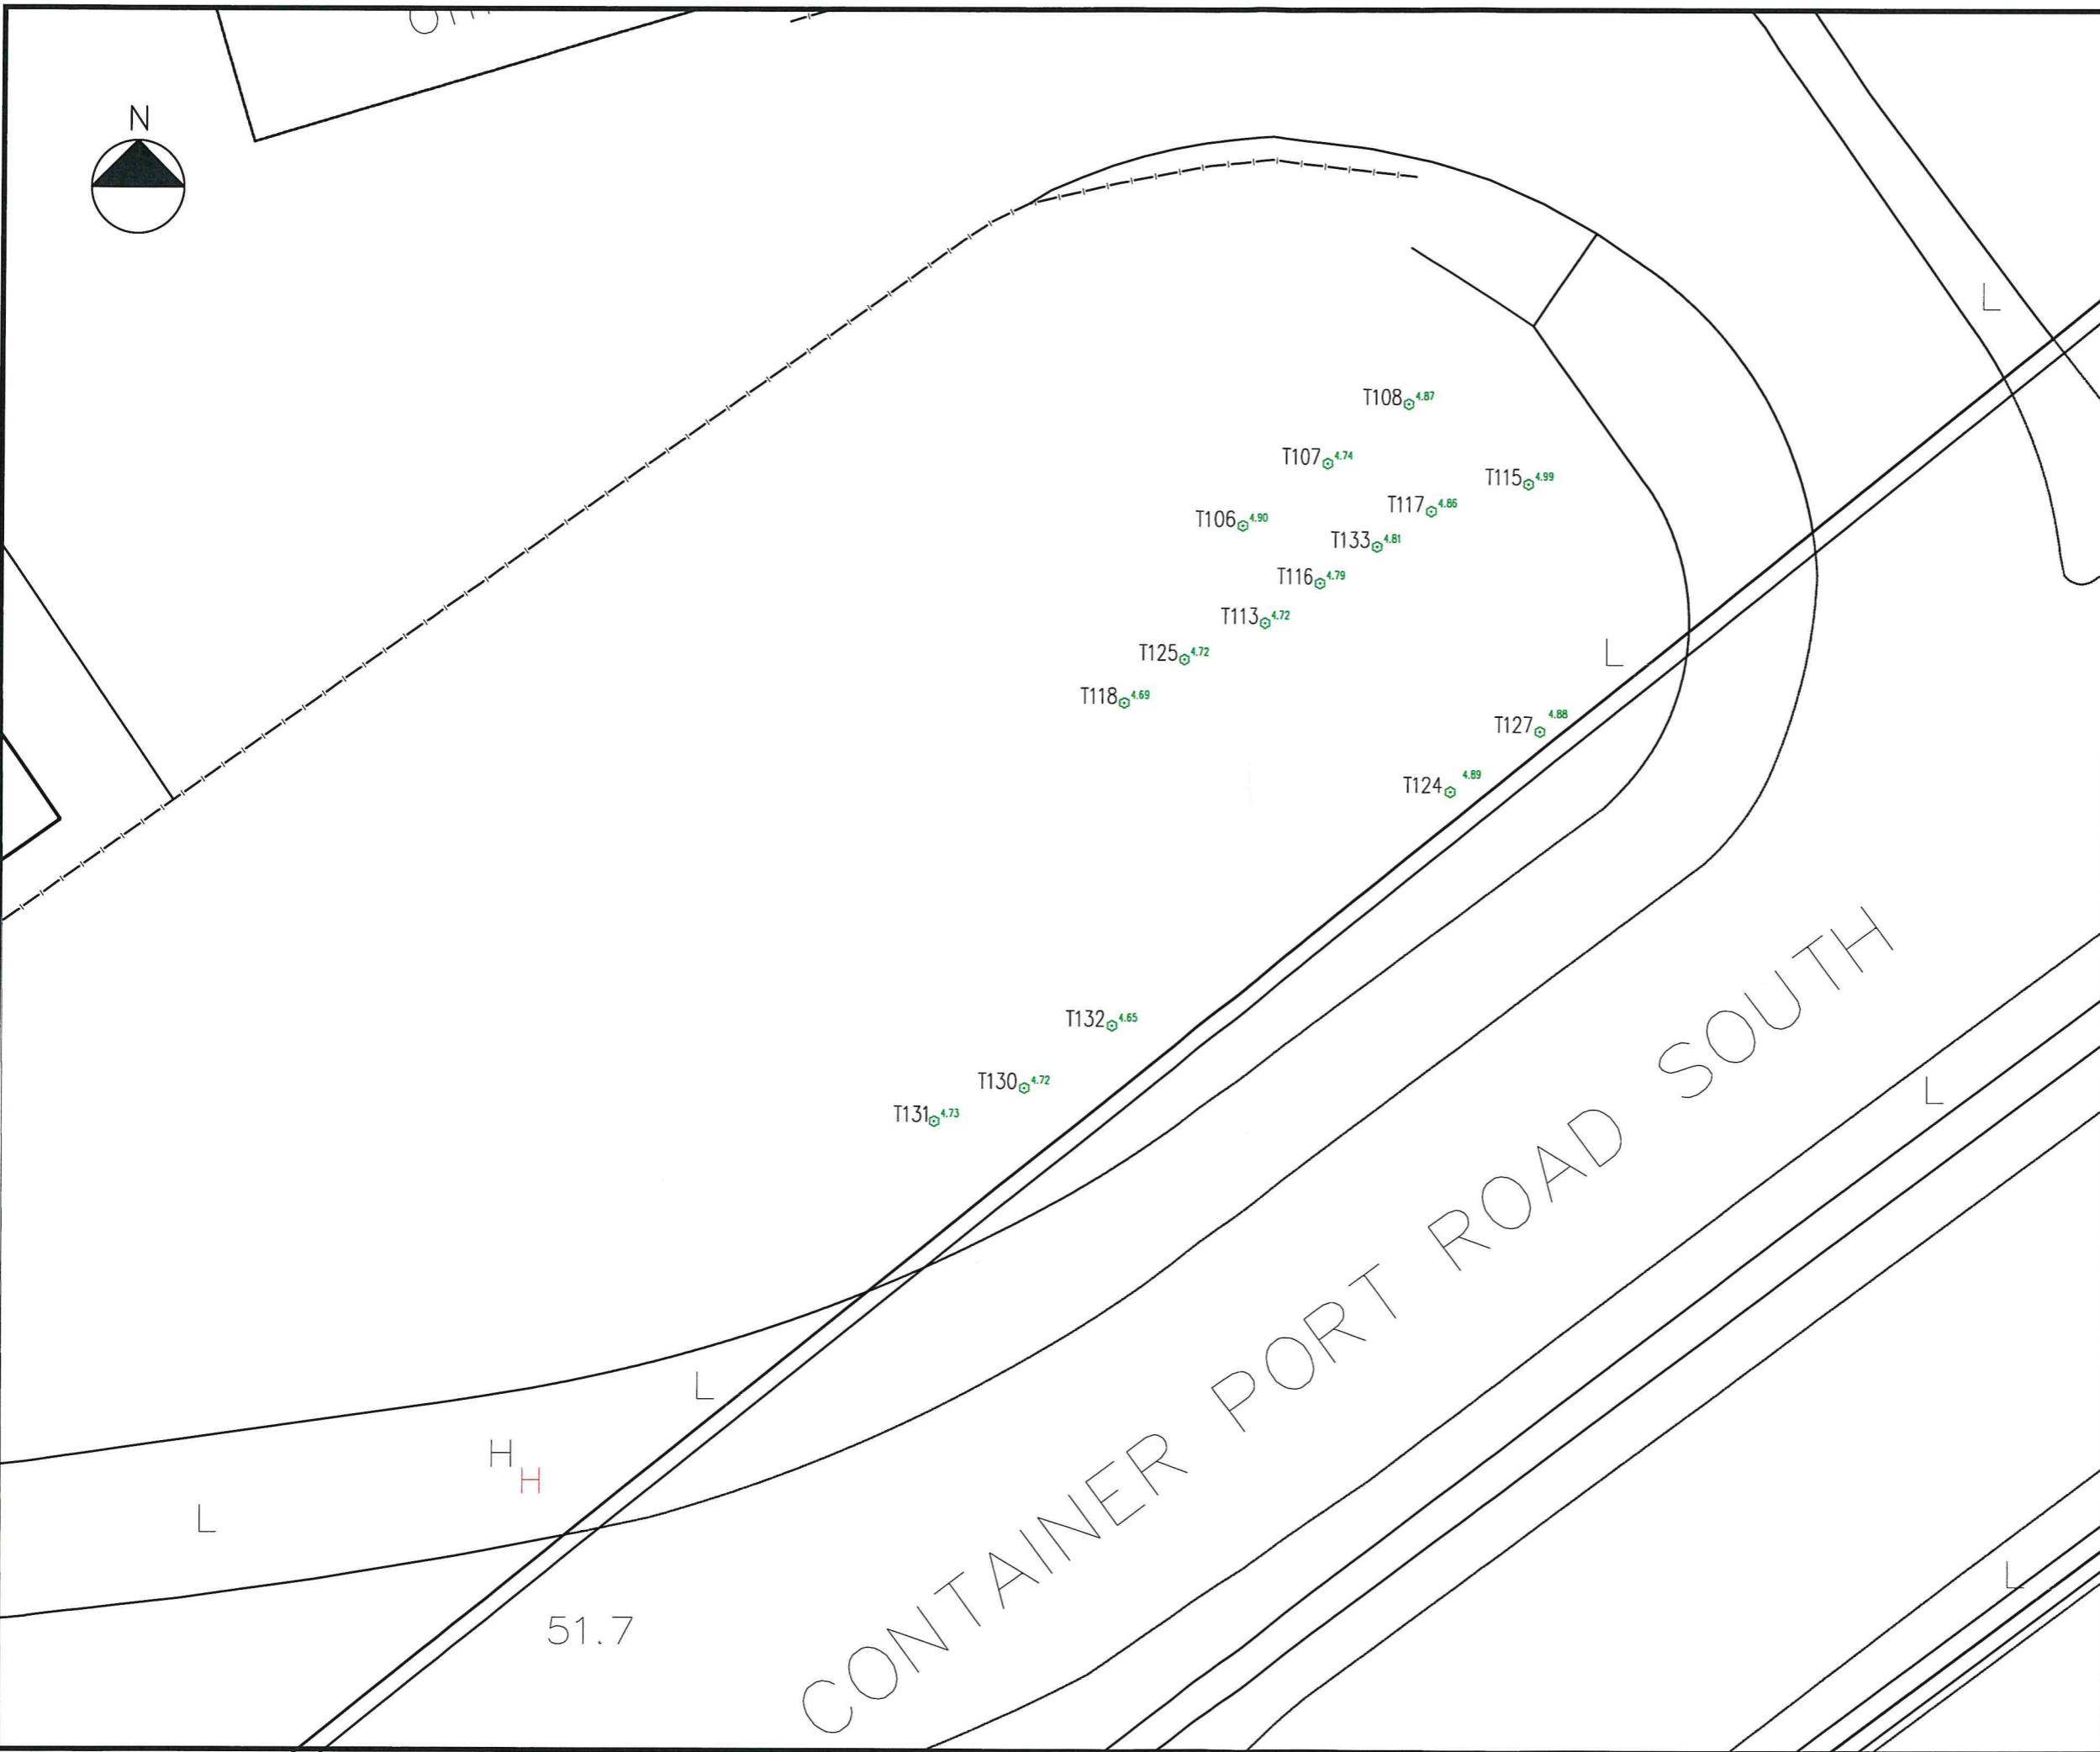 N
L
T108 4.87
T107 4.74
T115 4.99
T117 4.86
T106 4.90
T133 4.81
T116 4.79
T113 4.72
L
T125 4.72
T118 4.69
T127 4.88
T124 4.89
T132 4.65
T130 4.72
L
T131 4.73
CONTAINER PORT ROAD SOUTH
L
H
H
L
L
51.7